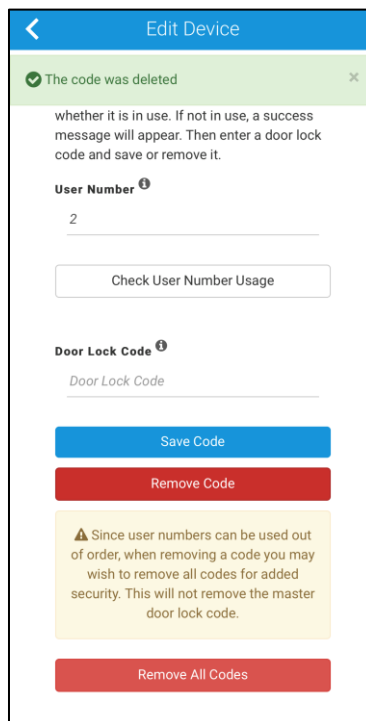 Edit Device
The code was deleted ×
whether it is in use. If not in use, a success
message will appear. Then enter a door lock
code and save or remove it.
User Number
2
Check User Number Usage
Door Lock Code
Door Lock Code
Save Code
Remove Code
Since user numbers can be used out
of order, when removing a code you may
wish to remove all codes for added
security. This will not remove the master
door lock code.
Remove All Codes